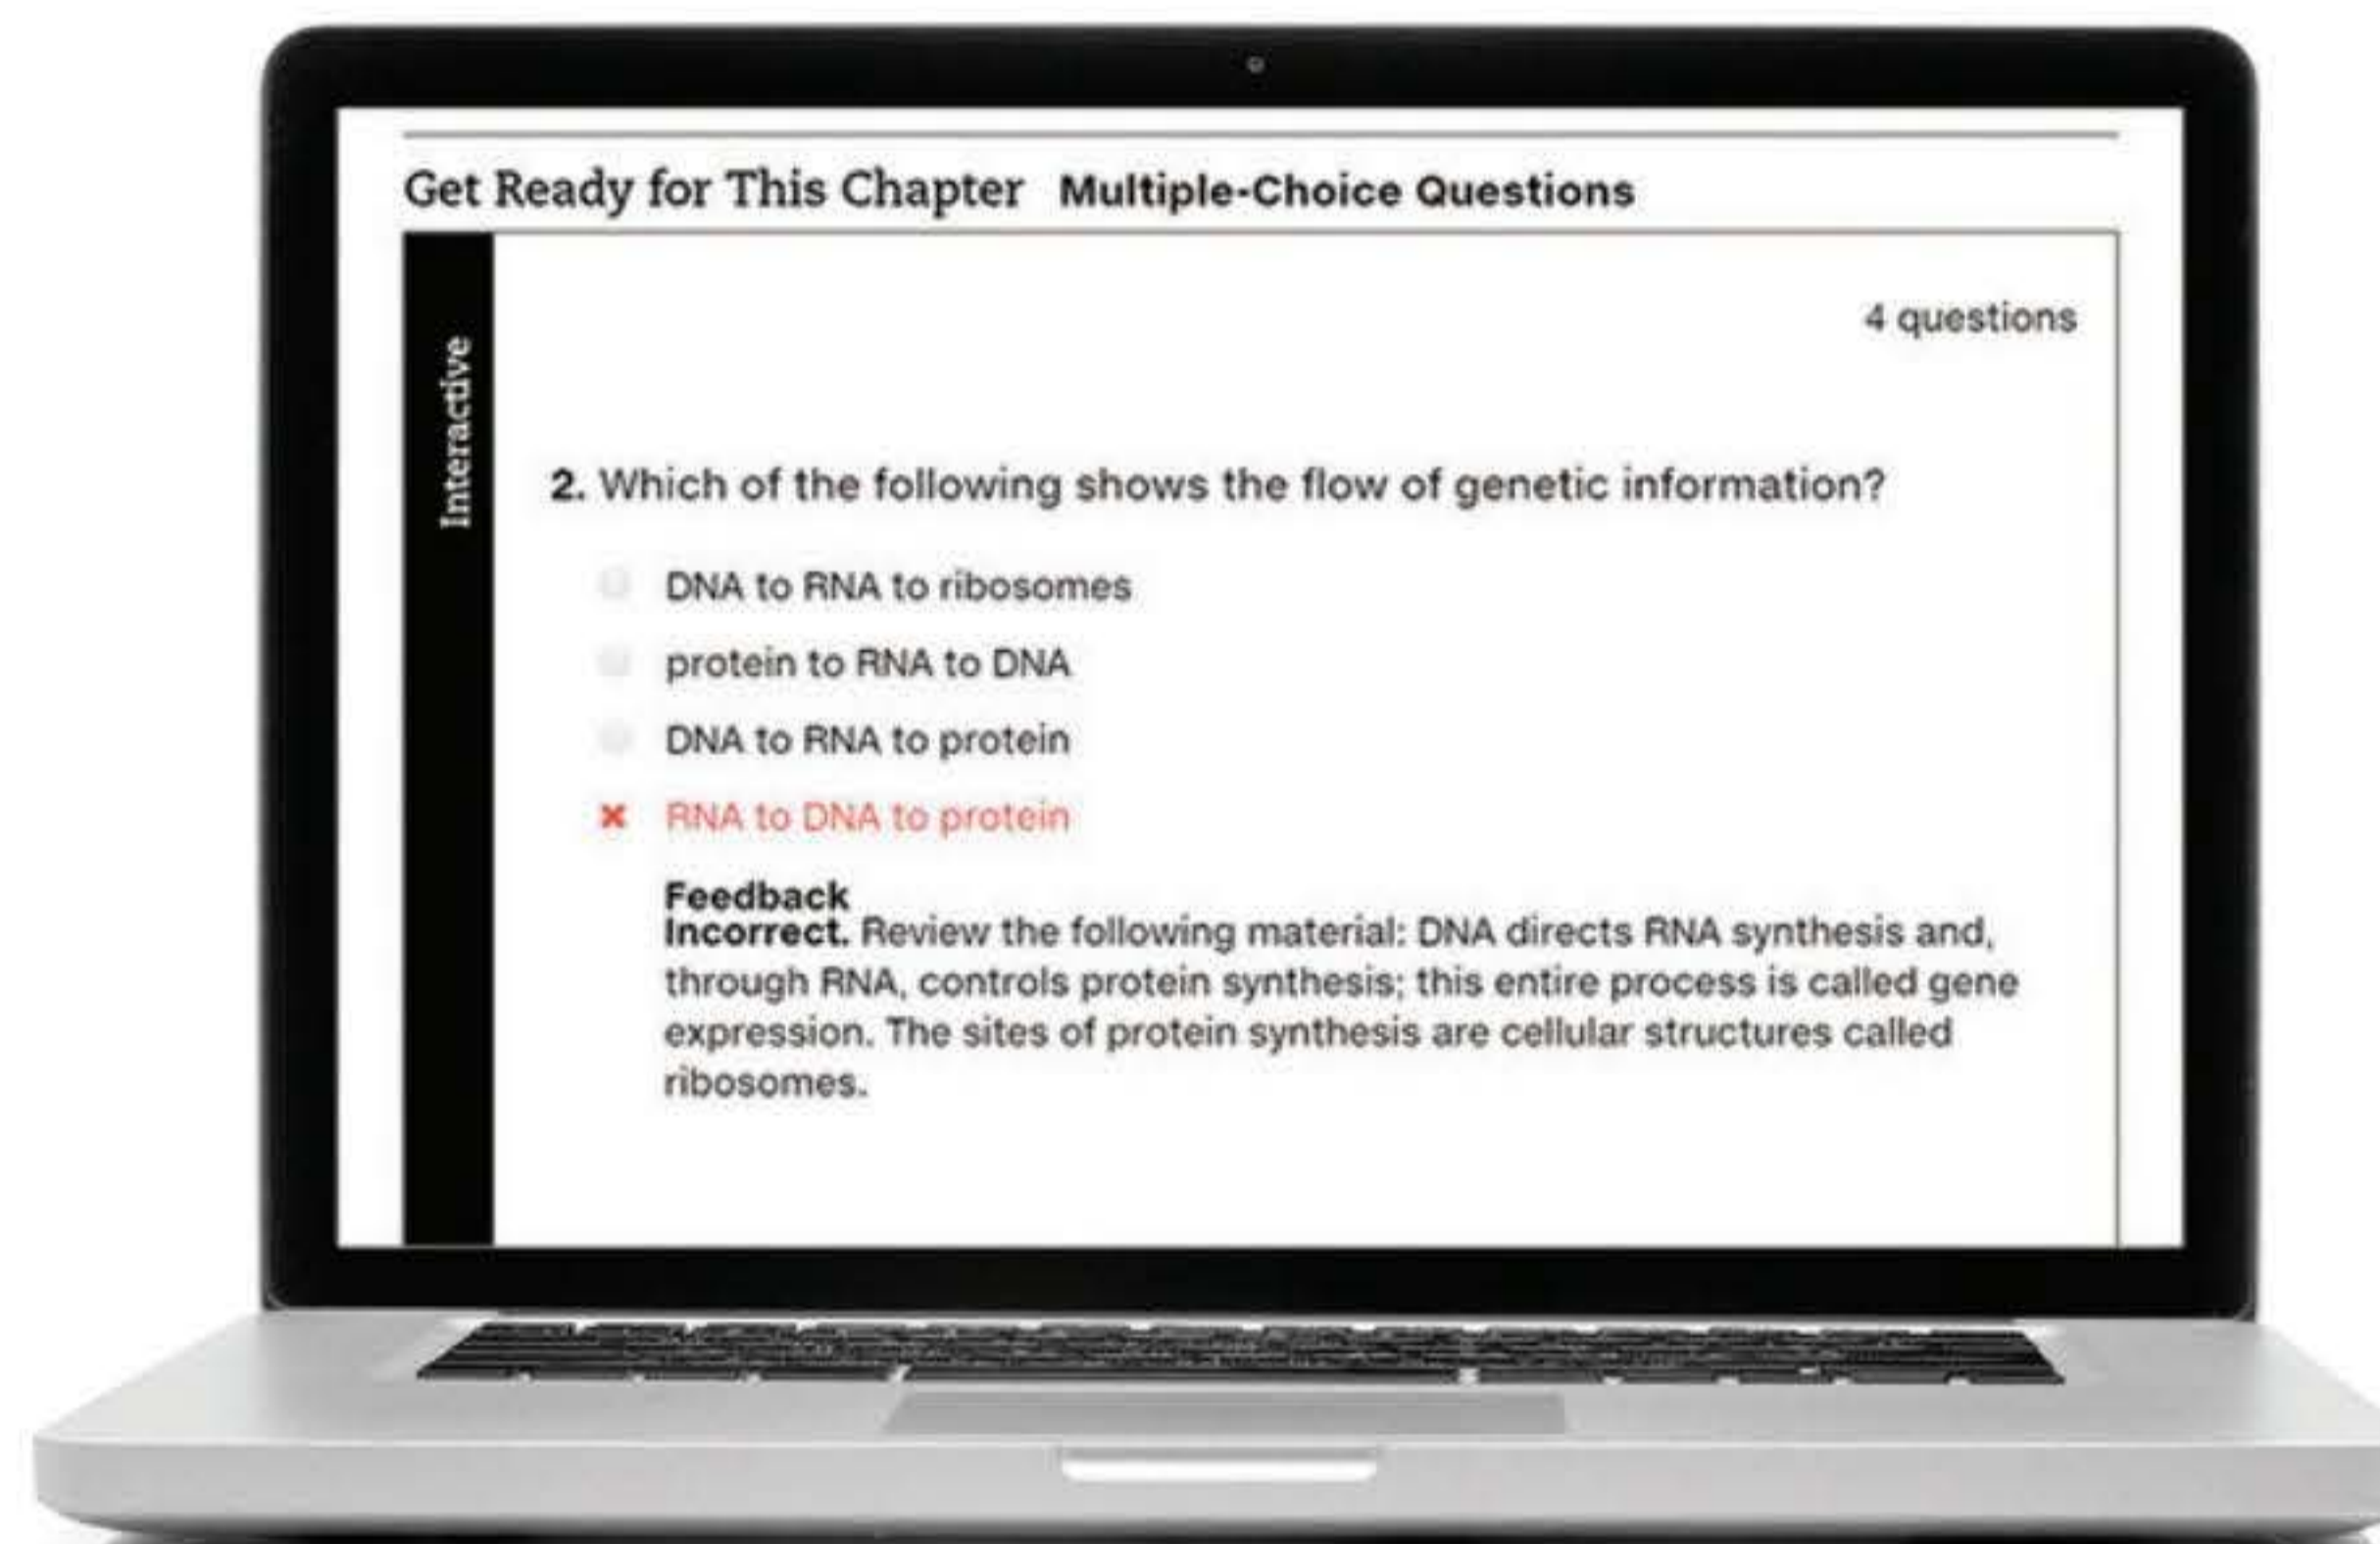 Get Ready for This Chapter Multiple-Choice Questions
Interactive
4 questions
2. Which of the following shows the flow of genetic information?
DNA to RNA to ribosomes
protein to RNA to DNA
DNA to RNA to protein
× RNA to DNA to protein
Feedback
Incorrect. Review the following material: DNA directs RNA synthesis and,
through RNA, controls protein synthesis; this entire process is called gene
expression. The sites of protein synthesis are cellular structures called
ribosomes.